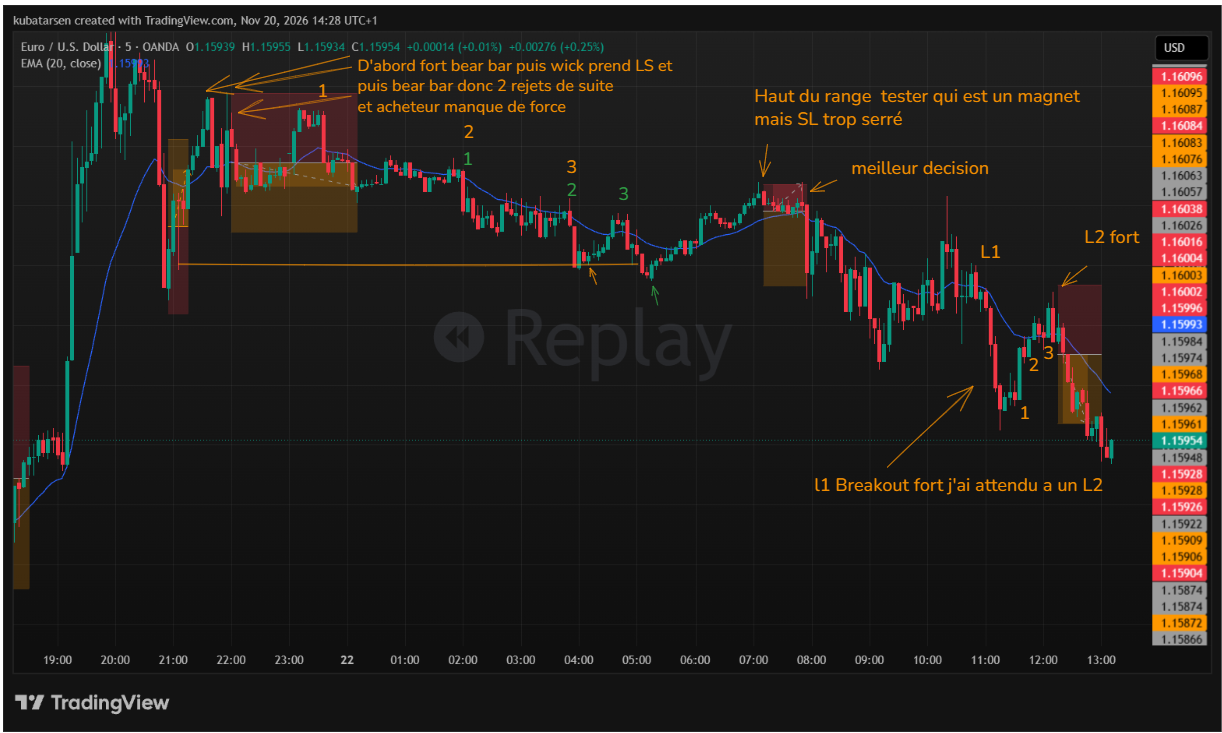 kubatarsen created with TradingView.com, Nov 20, 2026 14:28 UTC+1
Euro / U.S. Dollar · 5 · OANDA O1.15939 H1.15955 L1.15934 C1.15954 +0.00014 (+0.01%) +0.00276 (+0.25%)
EMA (20, close) 1.15993
USD
D'abord fort bear bar puis wick prend LS et
puis bear bar donc 2 rejets de suite
et acheteur manque de force
1
2
1
3
2
3
Haut du range tester qui est un magnet
mais SL trop serré
meilleur decision
L1
L2 fort
2
3
1
l1 Breakout fort j'ai attendu a un L2
Replay
1.16096
1.16095
1.16087
1.16084
1.16083
1.16076
1.16063
1.16057
1.16038
1.16026
1.16016
1.16004
1.16003
1.16002
1.15996
1.15993
1.15984
1.15974
1.15968
1.15966
1.15962
1.15961
1.15954
1.15948
1.15928
1.15928
1.15926
1.15922
1.15909
1.15906
1.15904
1.15874
1.15874
1.15872
1.15866
19:00 20:00 21:00 22:00 23:00 22 01:00 02:00 03:00 04:00 05:00 06:00 07:00 08:00 09:00 10:00 11:00 12:00 13:00
TradingView